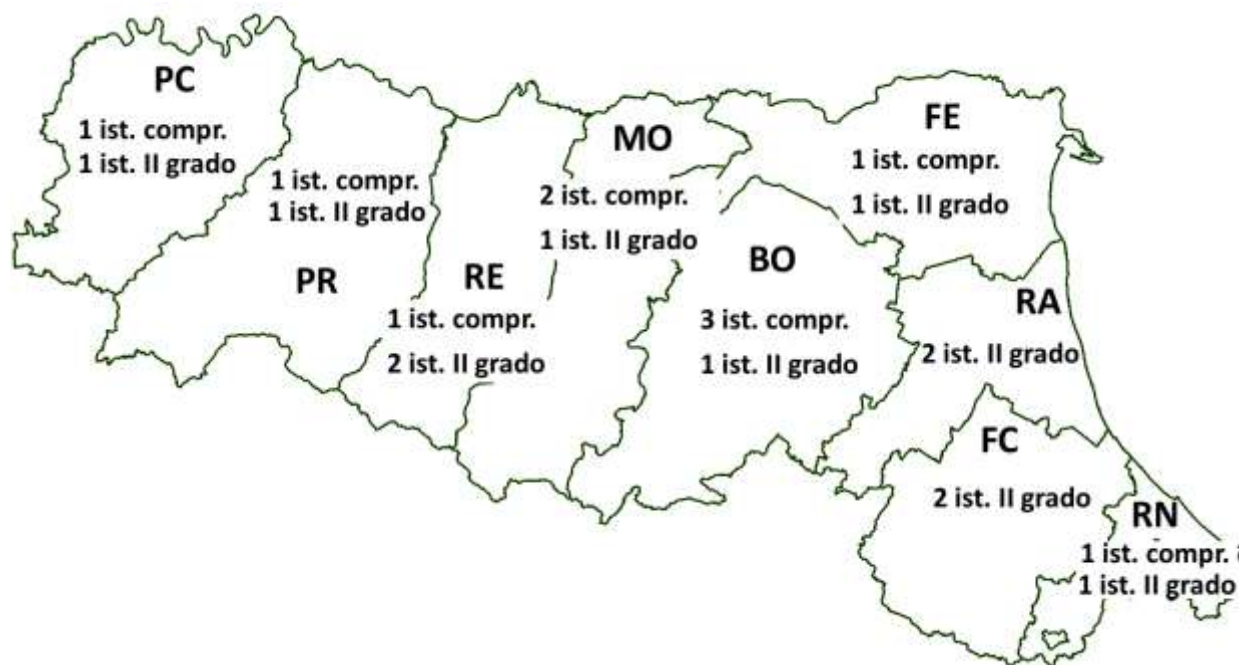 PC
1 ist. compr.
1 ist. II grado
1 ist. compr.
1 ist. II grado
PR
RE
1 ist. compr.
2 ist. II grado
MO
2 ist. compr.
1 ist. II grado
BO
3 ist. compr.
1 ist. II grado
FE
1 ist. compr.
1 ist. II grado
RA
2 ist. II grado
FC
2 ist. II grado
RN
1 ist. compr.
1 ist. II grado